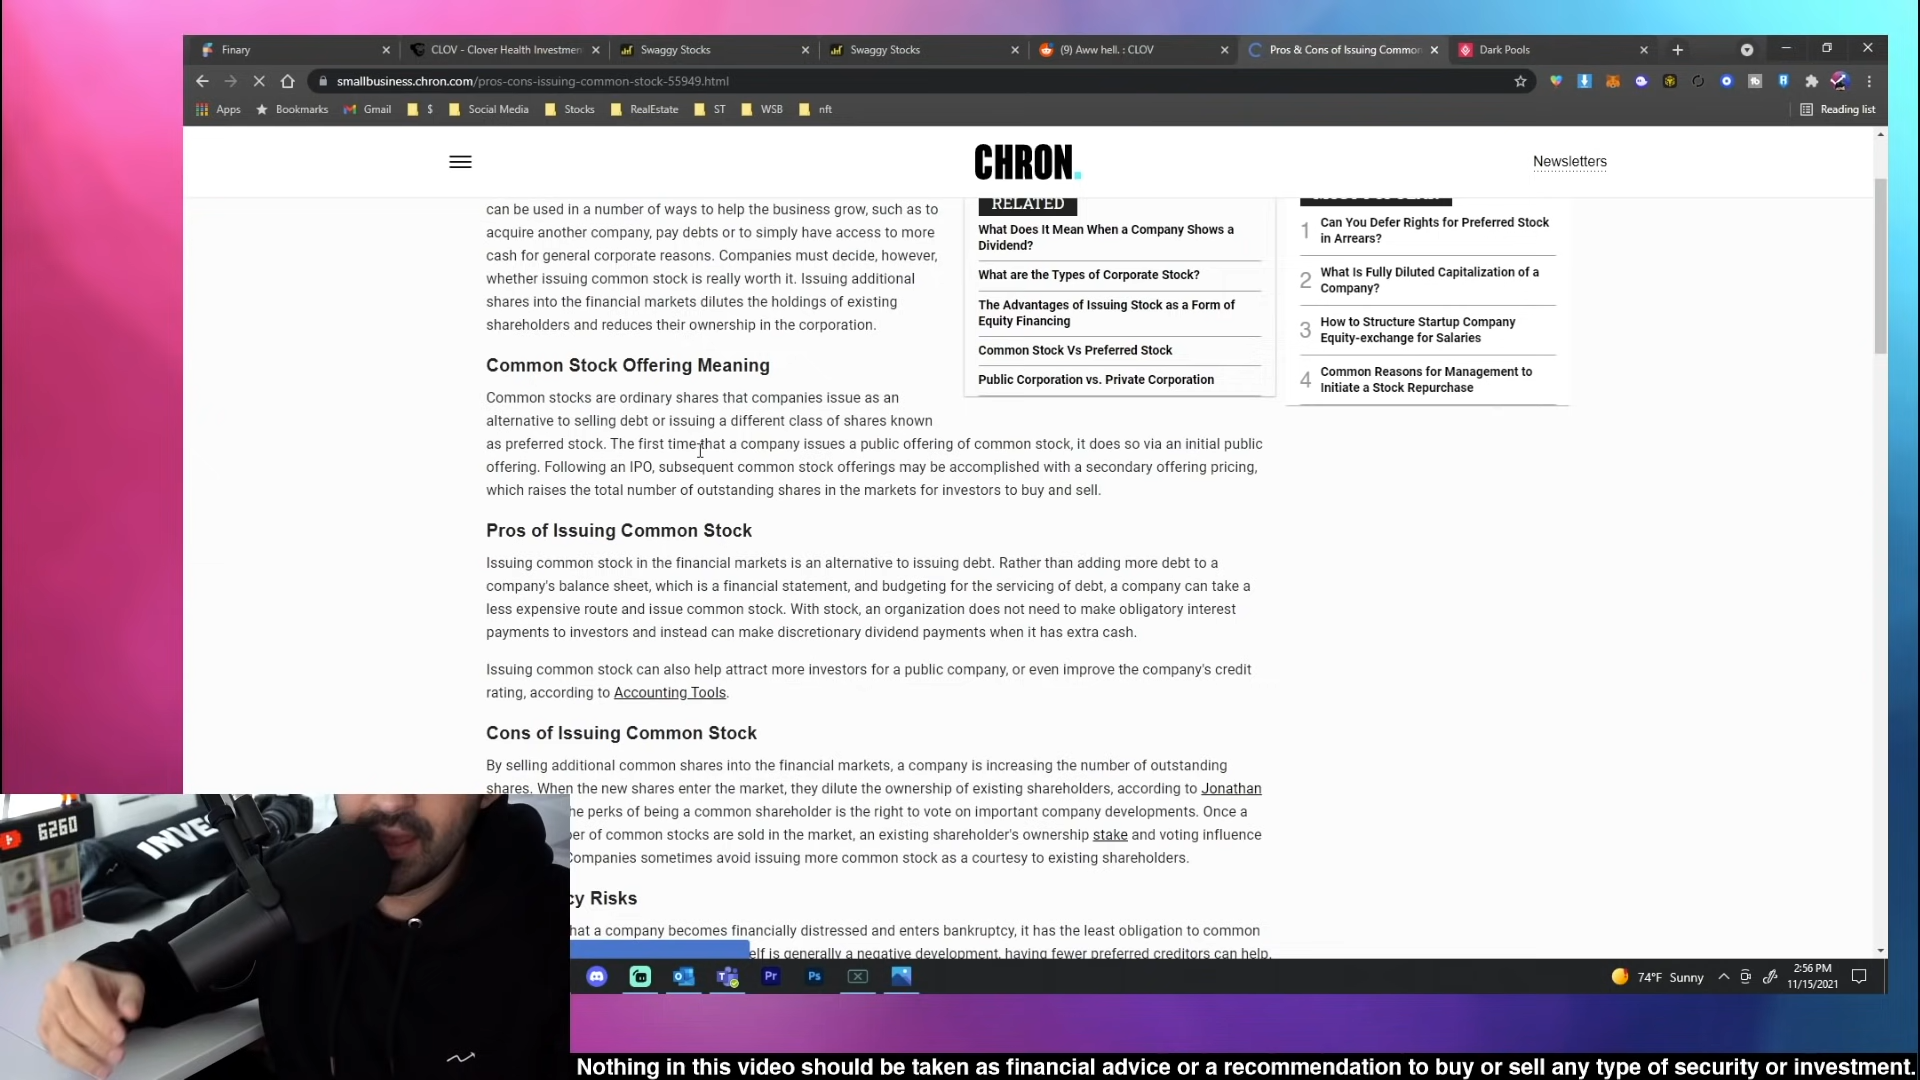 Finary
CLOV - Clover Health Investmen
Swaggy Stocks
Swaggy Stocks
(9) Aww hell. : CLOV
Pros & Cons of Issuing Common
Dark Pools
smallbusiness.chron.com/pros-cons-issuing-common-stock-55949.html
Apps
Bookmarks
Gmail
$
Social Media
Stocks
RealEstate
ST
WSB
nft
Reading list
CHRON.
Newsletters
can be used in a number of ways to help the business grow, such as to
acquire another company, pay debts or to simply have access to more
cash for general corporate reasons. Companies must decide, however,
whether issuing common stock is really worth it. Issuing additional
shares into the financial markets dilutes the holdings of existing
shareholders and reduces their ownership in the corporation.
RELATED
What Does It Mean When a Company Shows a
Dividend?
What are the Types of Corporate Stock?
The Advantages of Issuing Stock as a Form of
Equity Financing
Common Stock Vs Preferred Stock
Public Corporation vs. Private Corporation
1 Can You Defer Rights for Preferred Stock
in Arrears?
2 What Is Fully Diluted Capitalization of a
Company?
3 How to Structure Startup Company
Equity-exchange for Salaries
4 Common Reasons for Management to
Initiate a Stock Repurchase
Common Stock Offering Meaning
Common stocks are ordinary shares that companies issue as an
alternative to selling debt or issuing a different class of shares known
as preferred stock. The first time that a company issues a public offering of common stock, it does so via an initial public
offering. Following an IPO, subsequent common stock offerings may be accomplished with a secondary offering pricing,
which raises the total number of outstanding shares in the markets for investors to buy and sell.
Pros of Issuing Common Stock
Issuing common stock in the financial markets is an alternative to issuing debt. Rather than adding more debt to a
company's balance sheet, which is a financial statement, and budgeting for the servicing of debt, a company can take a
less expensive route and issue common stock. With stock, an organization does not need to make obligatory interest
payments to investors and instead can make discretionary dividend payments when it has extra cash.
Issuing common stock can also help attract more investors for a public company, or even improve the company's credit
rating, according to Accounting Tools.
Cons of Issuing Common Stock
By selling additional common shares into the financial markets, a company is increasing the number of outstanding
shares. When the new shares enter the market, they dilute the ownership of existing shareholders, according to Jonathan
he perks of being a common shareholder is the right to vote on important company developments. Once a
er of common stocks are sold in the market, an existing shareholder's ownership stake and voting influence
Companies sometimes avoid issuing more common stock as a courtesy to existing shareholders.
cy Risks
hat a company becomes financially distressed and enters bankruptcy, it has the least obligation to common
elf is generally a negative development, having fewer preferred creditors can help.
6260
INVE
Pr
Ps
74°F Sunny
2:56 PM
11/15/2021
Nothing in this video should be taken as financial advice or a recommendation to buy or sell any type of security or investment.